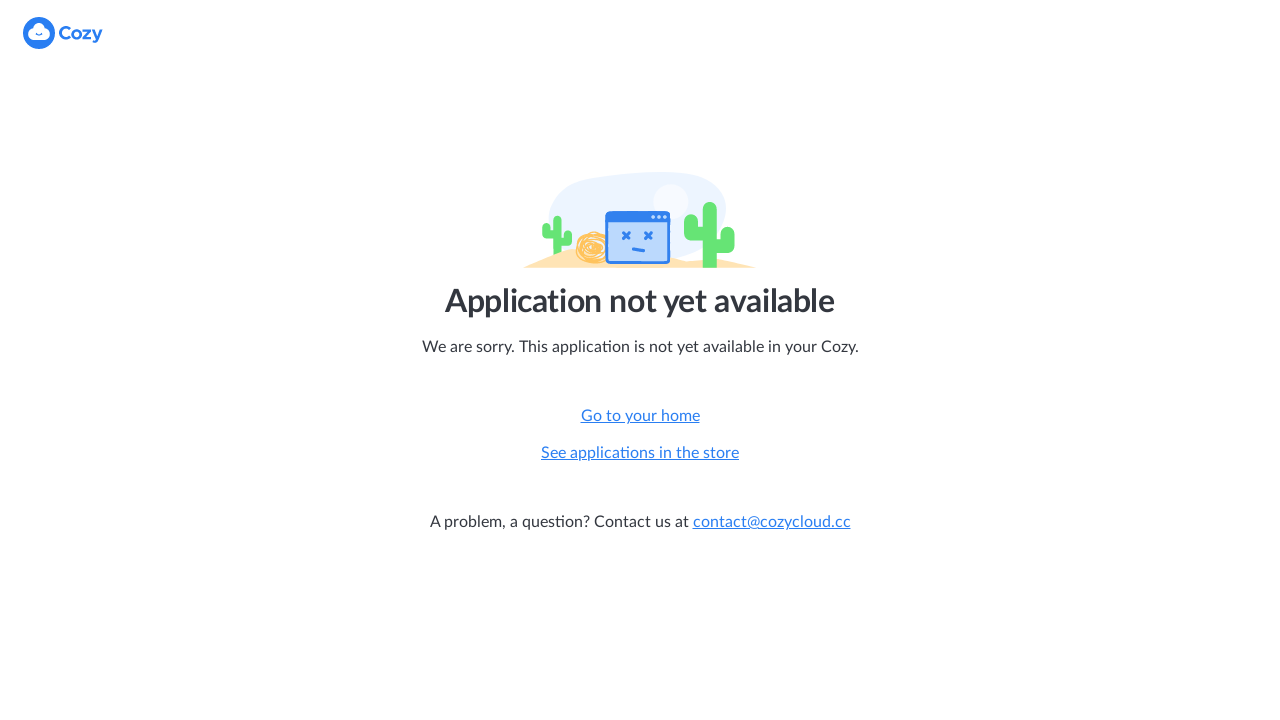 Cozy
Application not yet available
We are sorry. This application is not yet available in your Cozy.
Go to your home
See applications in the store
A problem, a question? Contact us at contact@cozycloud.cc